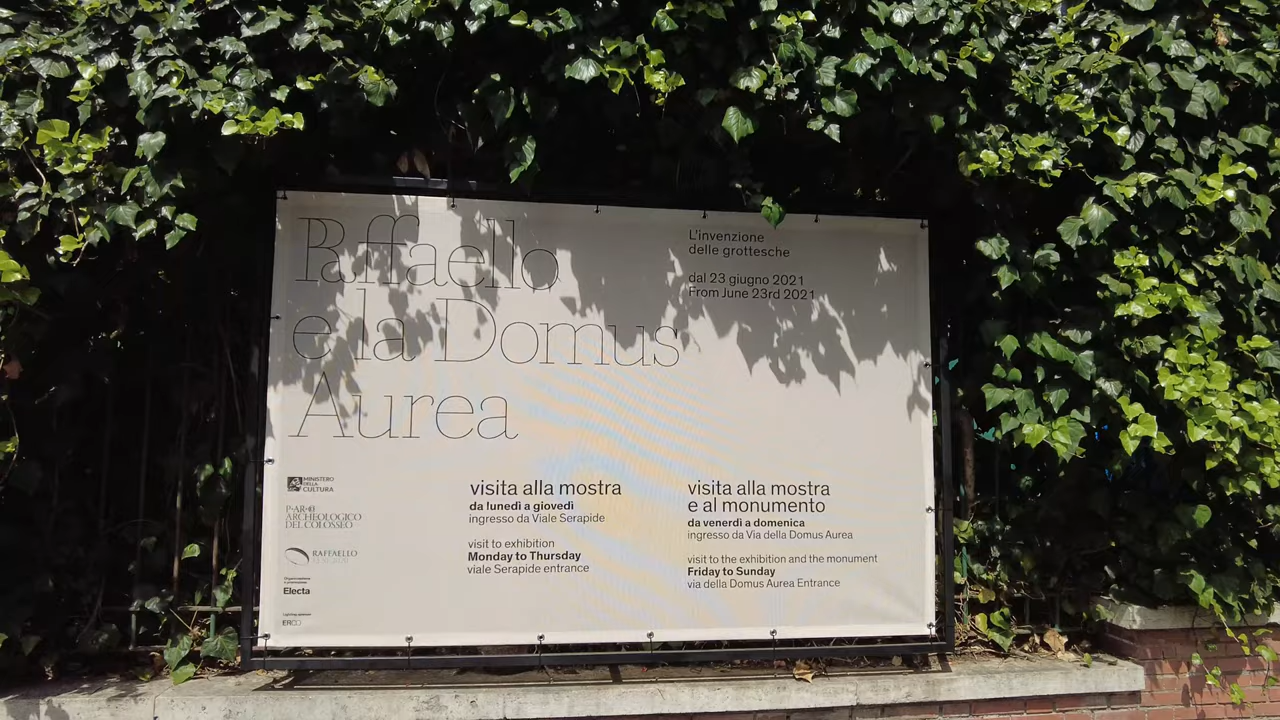 Raffaello
e la Domus
Aurea
L'invenzione
delle grottesche
dal 23 giugno 2021
From June 23rd 2021
MINISTERO
DELLA
CULTURA
ARCHEOLOGICO
DEL COLOSSEO
RAFFAELLO
Electa
ERCO
visita alla mostra
da lunedì a giovedì
ingresso da Viale Serapide
visit to exhibition
Monday to Thursday
viale Serapide entrance
visita alla mostra
e al monumento
da venerdì a domenica
ingresso da Via della Domus Aurea
visit to the exhibition and the monument
Friday to Sunday
via della Domus Aurea Entrance